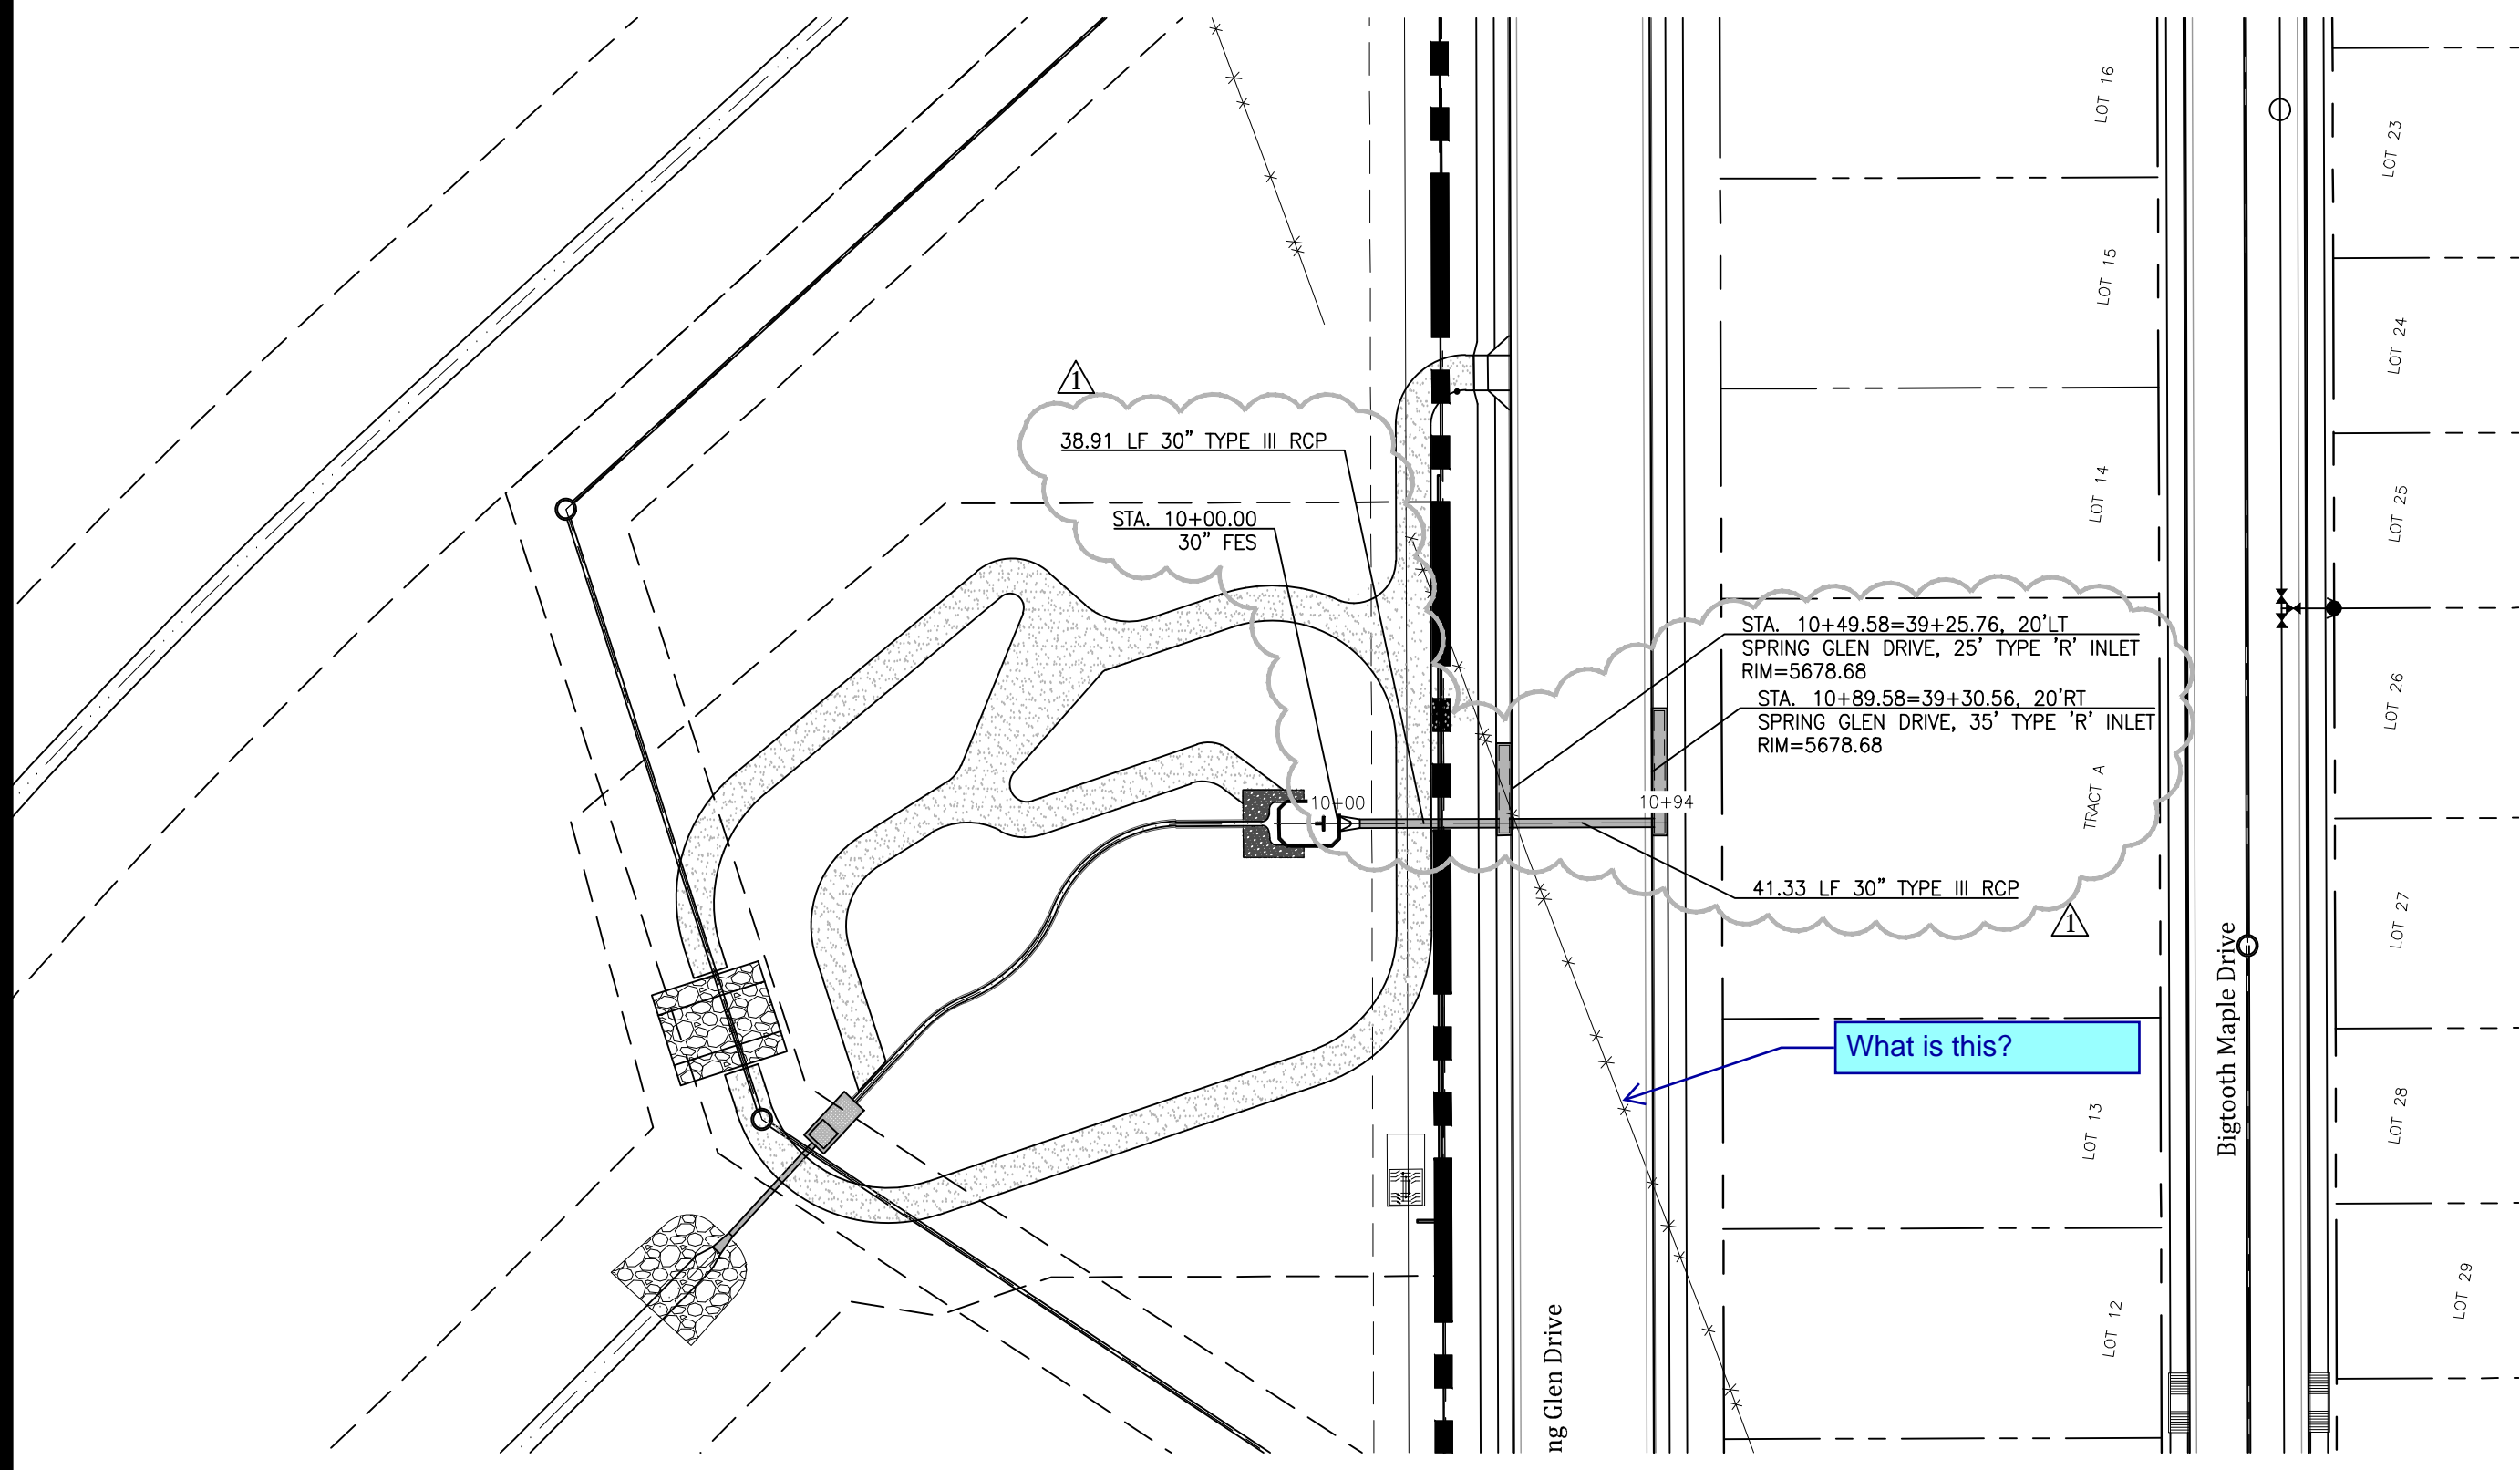 LOT 16
LOT 23
LOT 15
LOT 24
1
38.91 LF 30” TYPE III RCP
STA. 10+00.00
30” FES
LOT 14
LOT 25
STA. 10+49.58=39+25.76, 20'LT
SPRING GLEN DRIVE, 25' TYPE 'R' INLET
RIM=5678.68
STA. 10+89.58=39+30.56, 20'RT
SPRING GLEN DRIVE, 35' TYPE 'R' INLET
RIM=5678.68
LOT 26
TRACT A
10+00
10+94
41.33 LF 30” TYPE III RCP
1
LOT 27
Bigtooth Maple Drive
What is this?
LOT 13
LOT 28
ng Glen Drive
LOT 12
LOT 29